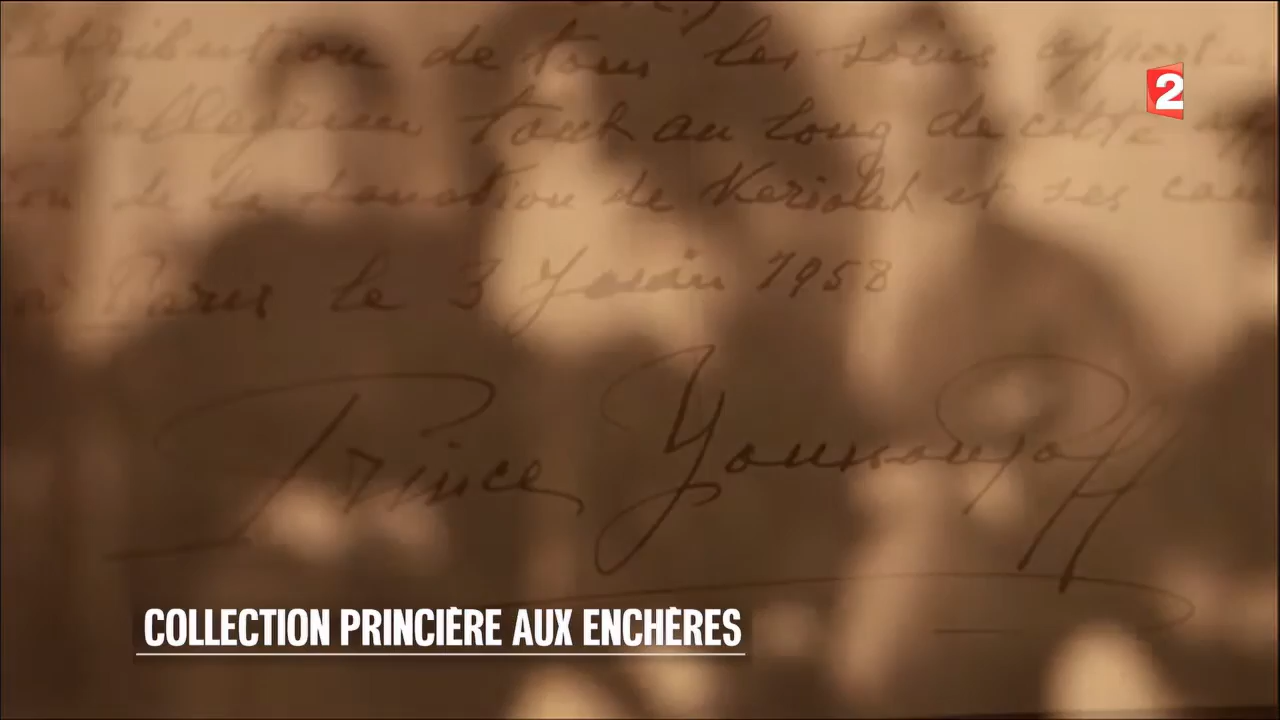 de tous les soins
2
tout au long de cette
de la donation de Keriolet et ses
à Paris le 3 Juin 1958
Prince Youssoupoff
COLLECTION PRINCIÈRE AUX ENCHÈRES